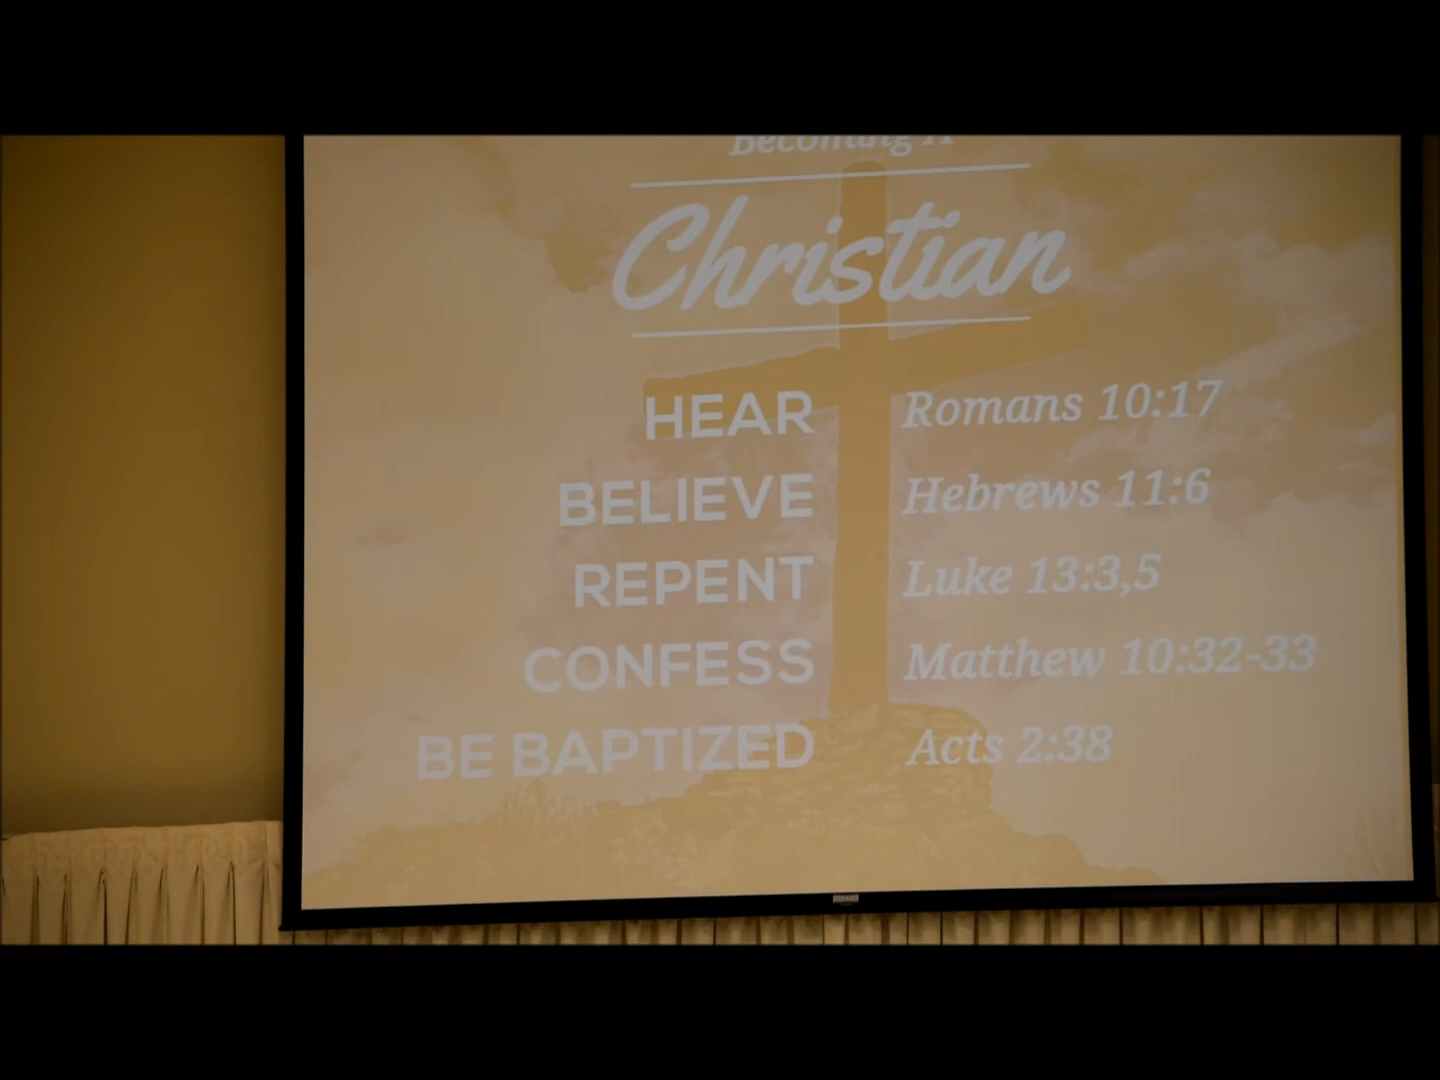 Becoming A
Christian
HEAR Romans 10:17
BELIEVE Hebrews 11:6
REPENT Luke 13:3,5
CONFESS Matthew 10:32-33
BE BAPTIZED Acts 2:38